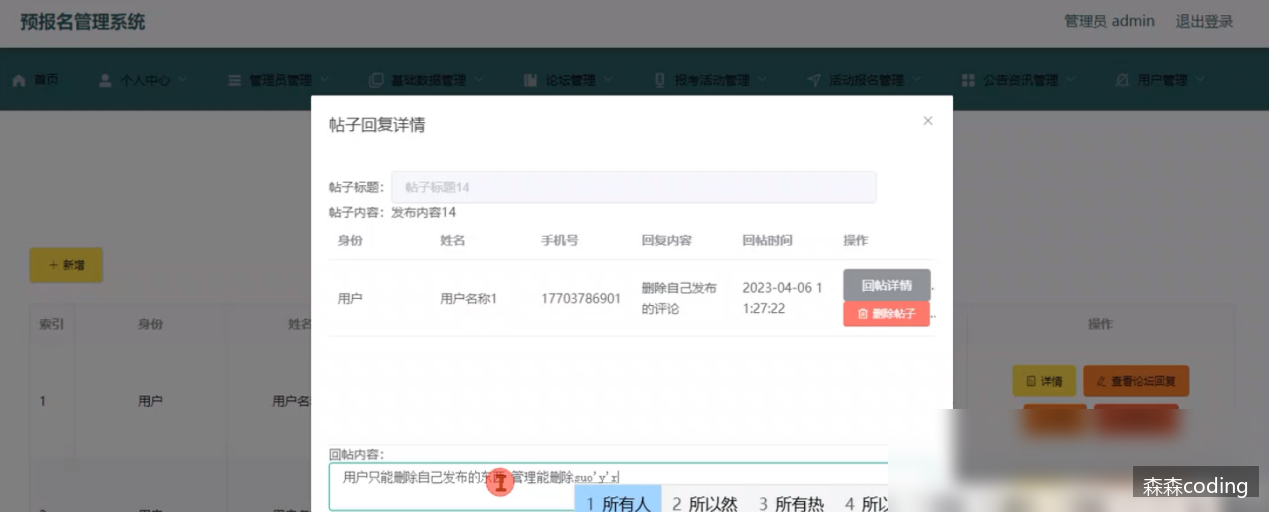 预报名管理系统
管理员 admin 退出登录
首页 个人中心 管理员管理 基础数据管理 论坛管理 报考活动管理 活动报名管理 公告资讯管理 用户管理
帖子回复详情
帖子标题: 帖子标题14
帖子内容: 发布内容14
身份 姓名 手机号 回复内容 回帖时间 操作
用户 用户名称1 17703786901 删除自己发布的评论 2023-04-06 11:27:22 回帖详情
删除帖子
+ 新增
索引 身份 姓名 操作
1 用户 用户名 详情 查看论坛回复
回帖内容:
用户只能删除自己发布的东西 管理能删除suo'y'r
1 所有人 2 所以然 3 所有热 4 所以
森森coding